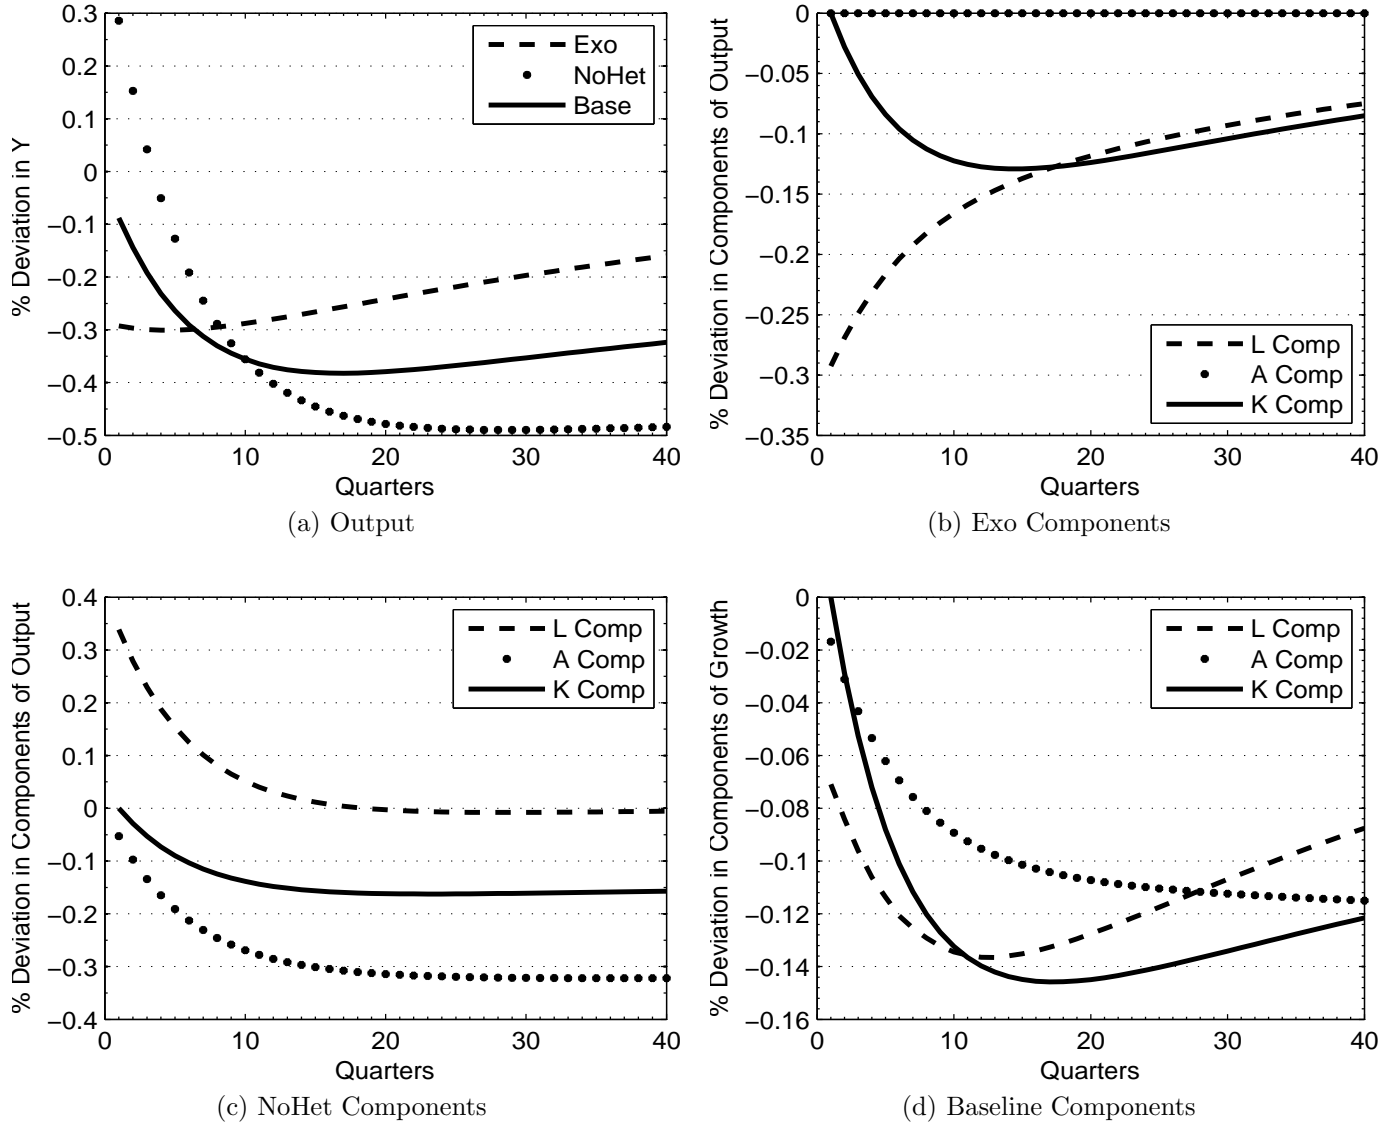 % Deviation in Y
0.3
0.2
0.1
0
−0.1
−0.2
−0.3
−0.4
−0.5
Exo
NoHet
Base
0 10 20 30 40
Quarters
(a) Output
% Deviation in Components of Output
0
−0.05
−0.1
−0.15
−0.2
−0.25
−0.3
−0.35
L Comp
A Comp
K Comp
0 10 20 30 40
Quarters
(b) Exo Components
% Deviation in Components of Output
0.4
0.3
0.2
0.1
0
−0.1
−0.2
−0.3
−0.4
L Comp
A Comp
K Comp
0 10 20 30 40
Quarters
(c) NoHet Components
% Deviation in Components of Growth
0
−0.02
−0.04
−0.06
−0.08
−0.1
−0.12
−0.14
−0.16
L Comp
A Comp
K Comp
0 10 20 30 40
Quarters
(d) Baseline Components